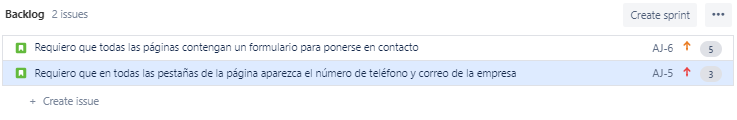 Backlog 2 issues Create sprint •••
Requiero que todas las páginas contengan un formulario para ponerse en contacto AJ-6 5
Requiero que en todas las pestañas de la página aparezca el número de teléfono y correo de la empresa AJ-5 3
+ Create issue